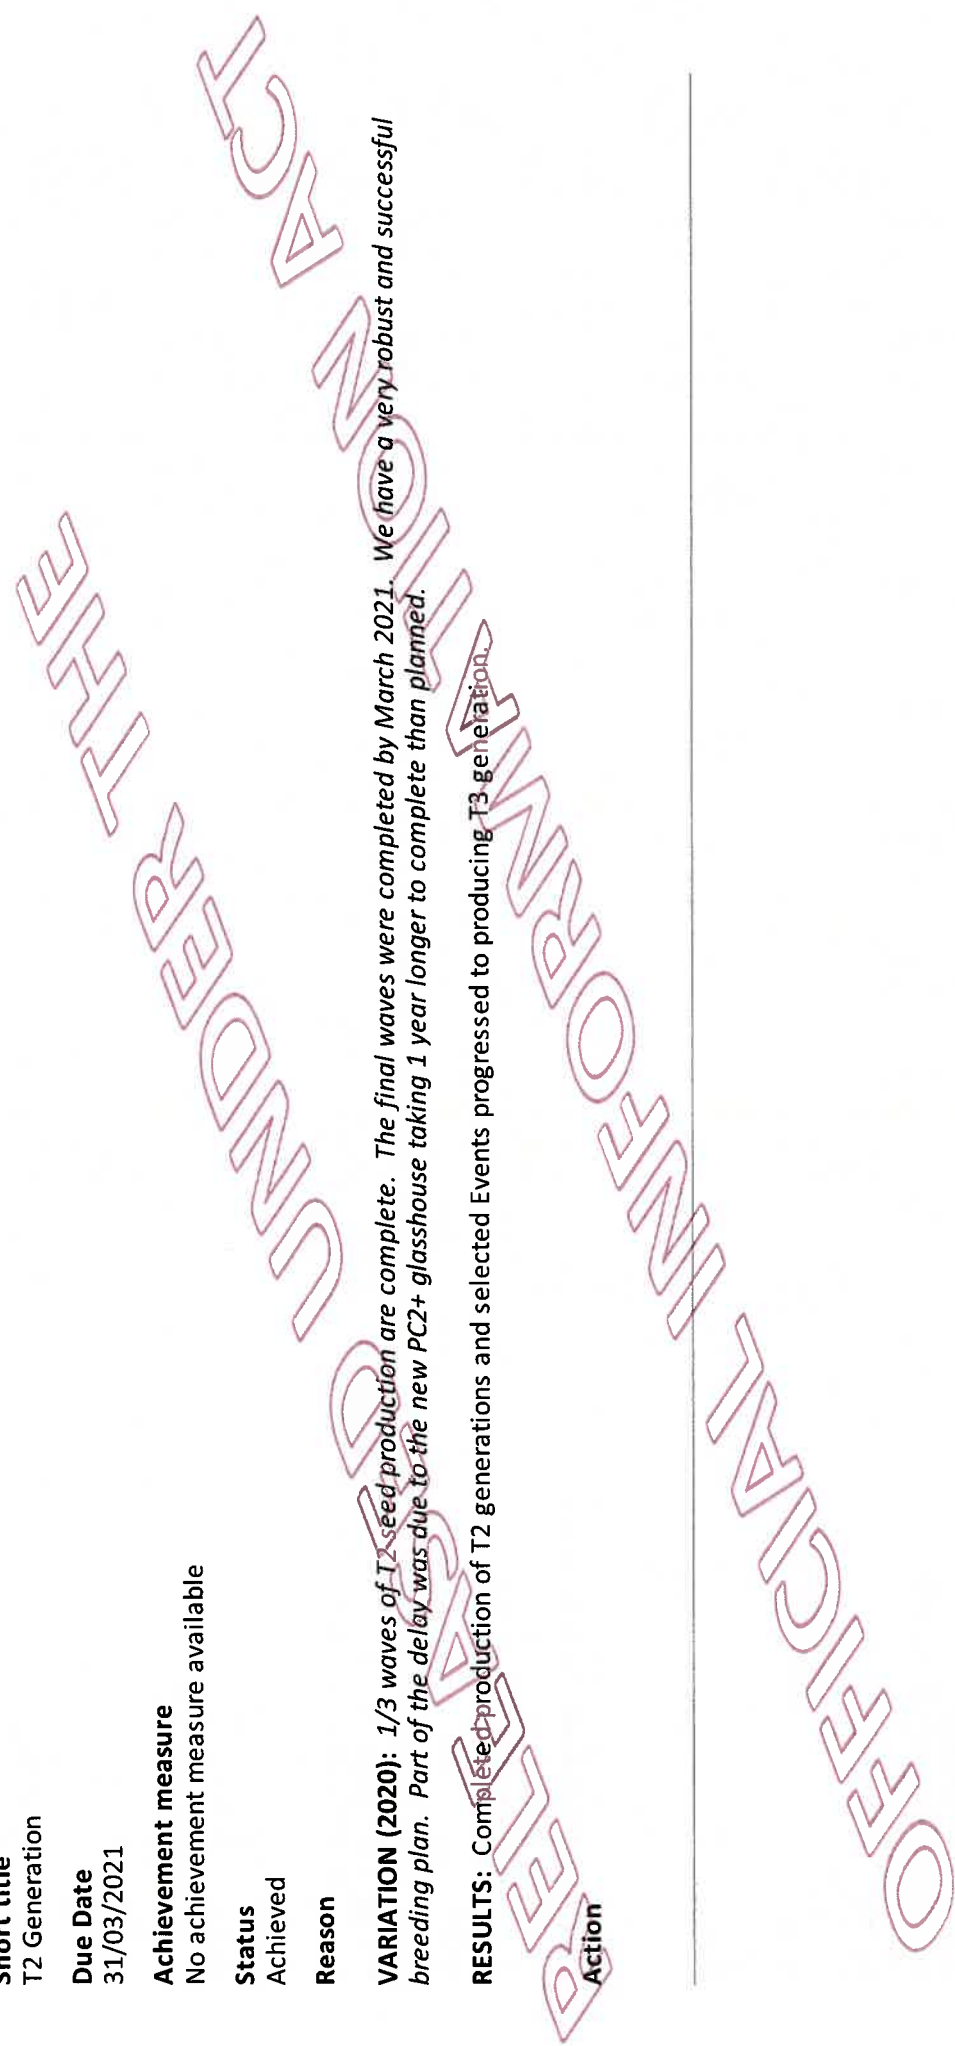 Short title
T2 Generation
Due Date
31/03/2021
Achievement measure
No achievement measure available
Status
Achieved
Reason
VARIATION (2020): 1/3 waves of T2 seed production are complete. The final waves were completed by March 2021. We have a very robust and successful
breeding plan. Part of the delay was due to the new PC2+ glasshouse taking 1 year longer to complete than planned.
RESULTS: Completed production of T2 generations and selected Events progressed to producing T3 generation.
Action
RELEASED UNDER THE
OFFICIAL INFORMATION ACT